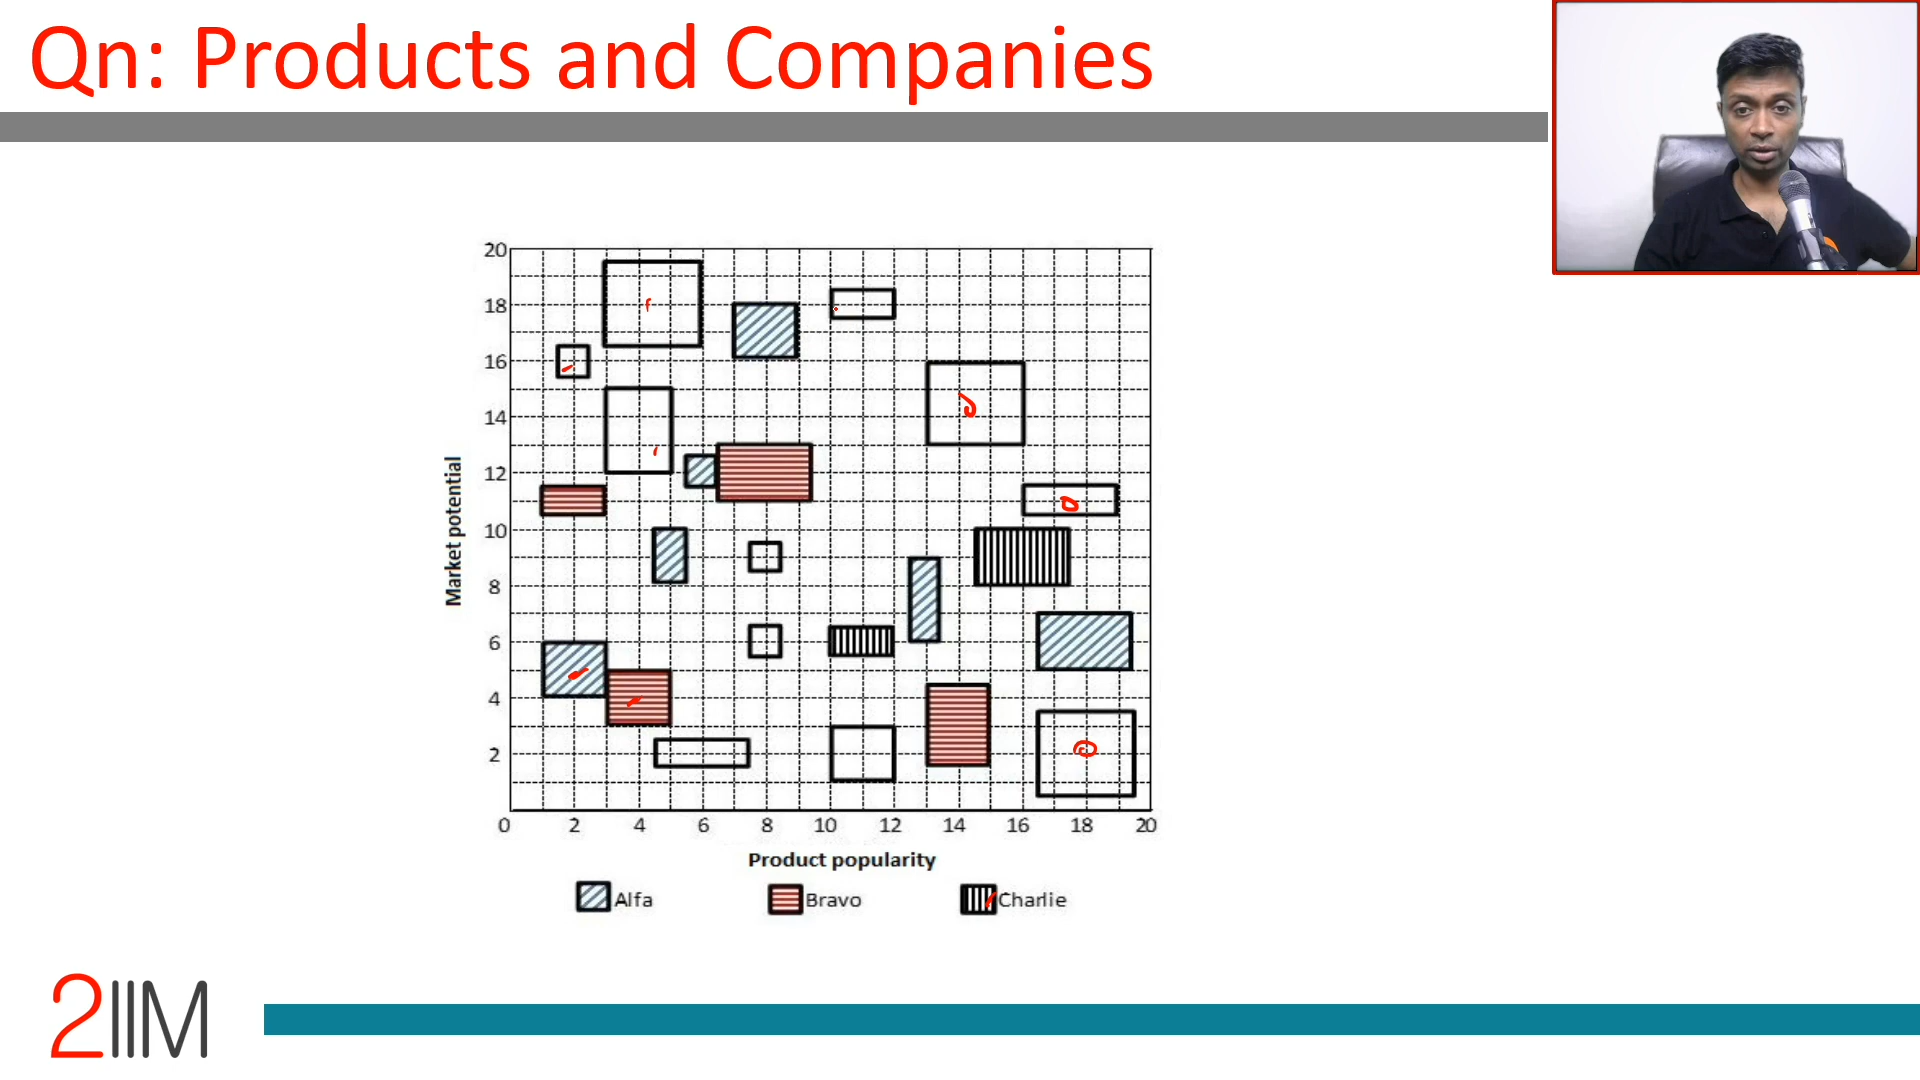 Qn: Products and Companies
20
18
16
14
12
10
8
6
4
2
Market potential
0 2 4 6 8 10 12 14 16 18 20
Product popularity
Alfa Bravo Charlie
2IIM